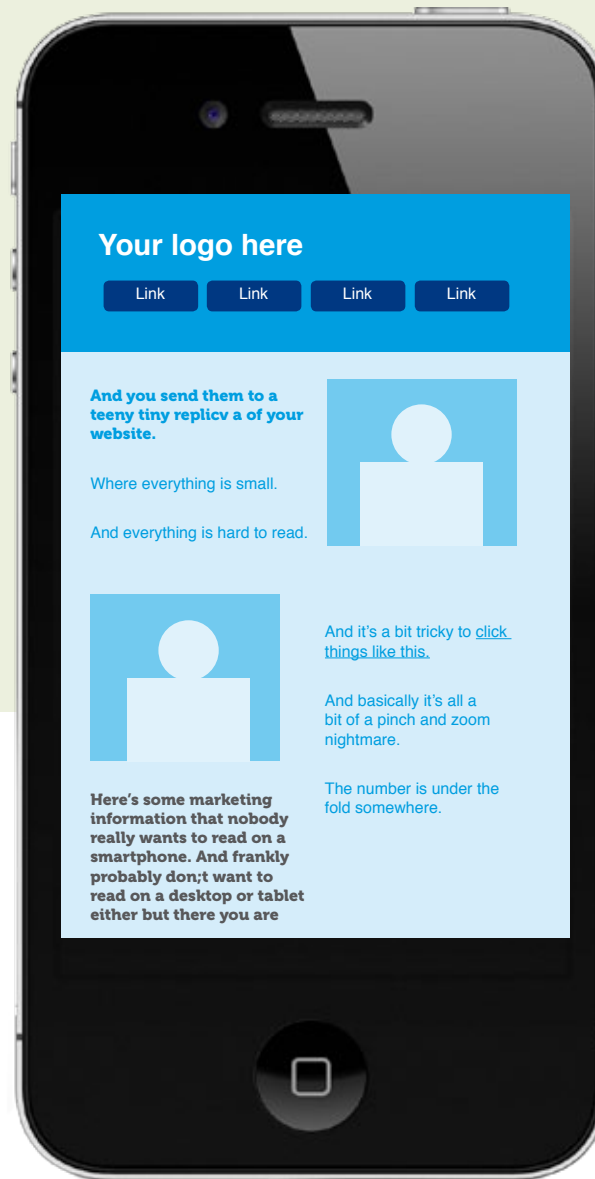 Your logo here
Link Link Link Link
And you send them to a
teeny tiny replicv a of your
website.
Where everything is small.
And everything is hard to read.
And it’s a bit tricky to click
things like this.
And basically it’s all a
bit of a pinch and zoom
nightmare.
The number is under the
fold somewhere.
Here’s some marketing
information that nobody
really wants to read on a
smartphone. And frankly
probably don;t want to
read on a desktop or tablet
either but there you are